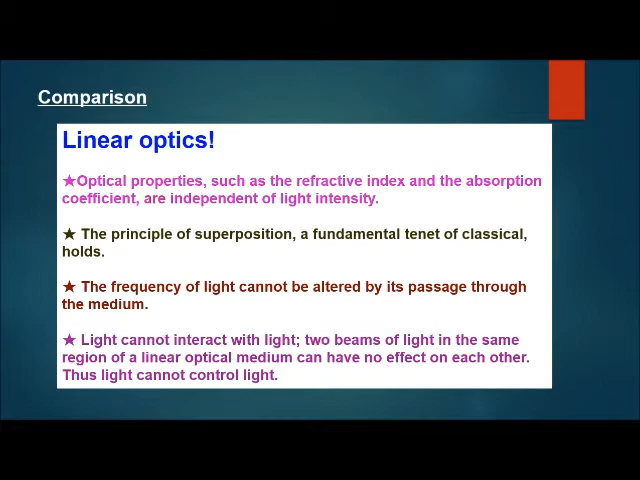 Comparison
Linear optics!
★Optical properties, such as the refractive index and the absorption
coefficient, are independent of light intensity.
★ The principle of superposition, a fundamental tenet of classical,
holds.
★ The frequency of light cannot be altered by its passage through
the medium.
★ Light cannot interact with light; two beams of light in the same
region of a linear optical medium can have no effect on each other.
Thus light cannot control light.